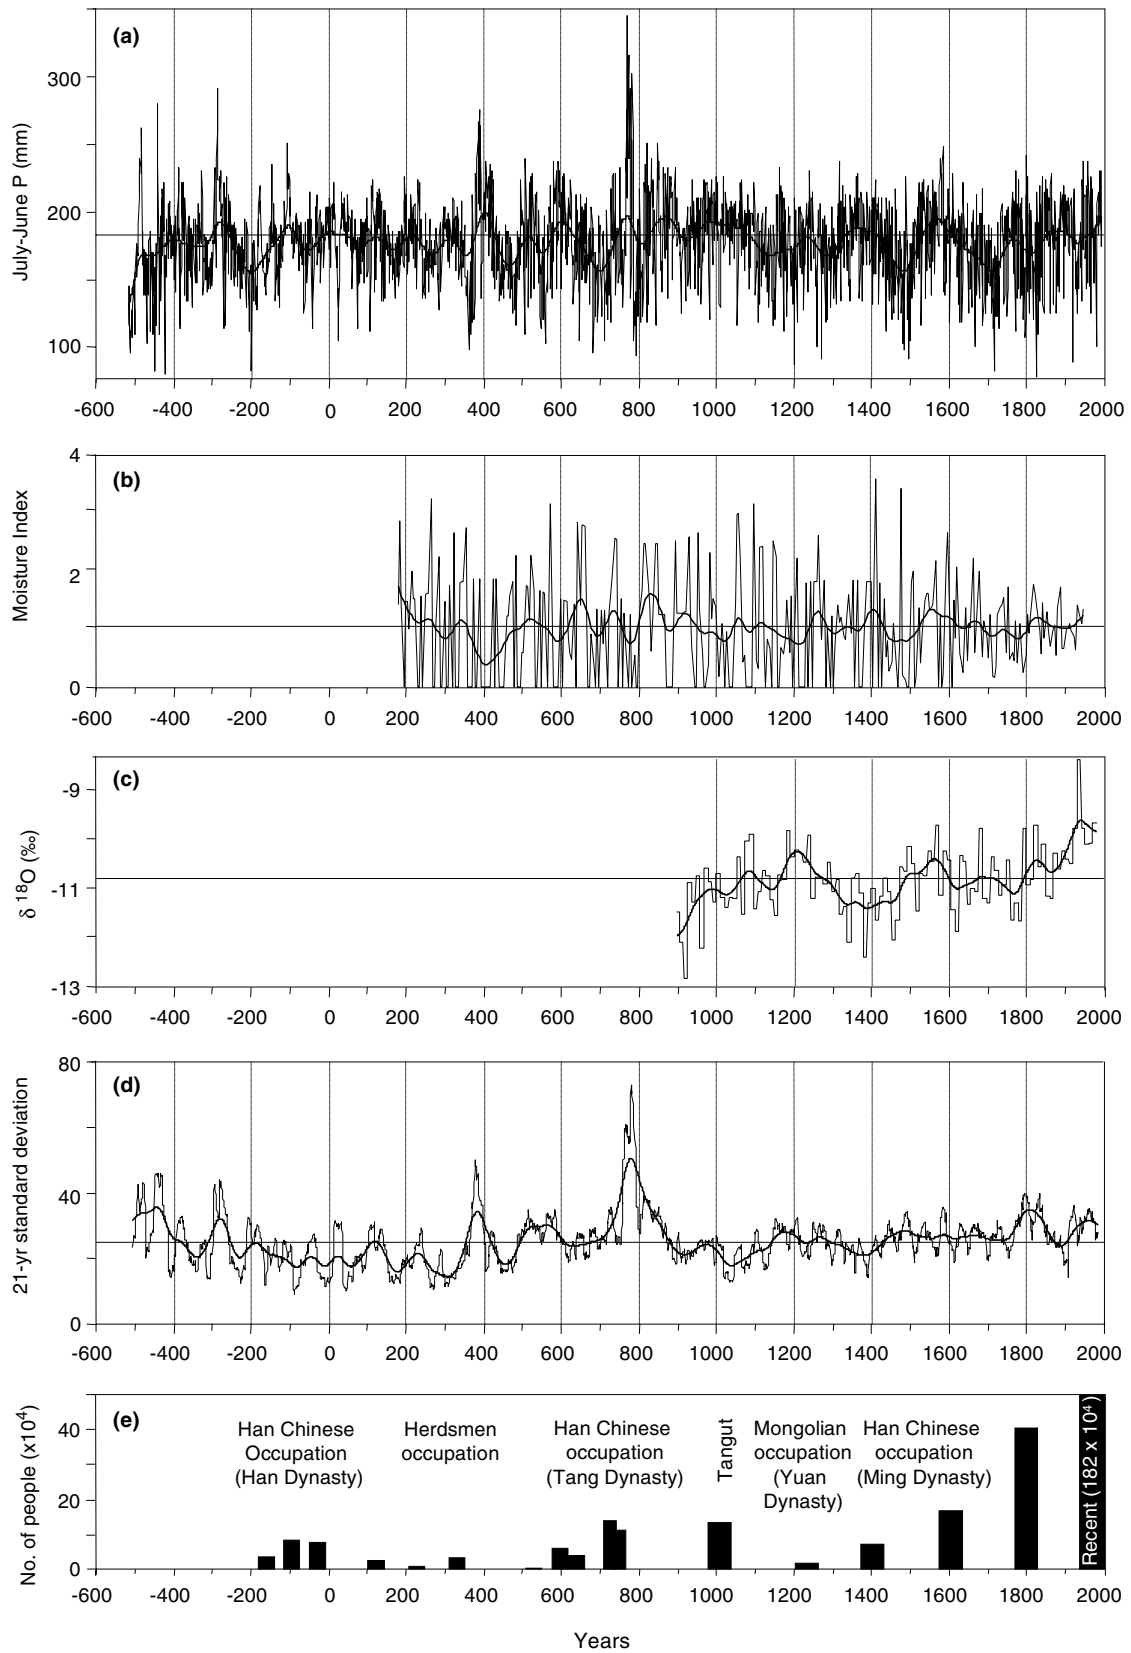 (a)
July-June P (mm)
300
200
100
-600 -400 -200 0 200 400 600 800 1000 1200 1400 1600 1800 2000
(b)
Moisture Index
4
2
0
-600 -400 -200 0 200 400 600 800 1000 1200 1400 1600 1800 2000
(c)
δ 18O (‰)
-9
-11
-13
-600 -400 -200 0 200 400 600 800 1000 1200 1400 1600 1800 2000
(d)
21-yr standard deviation
80
40
0
-600 -400 -200 0 200 400 600 800 1000 1200 1400 1600 1800 2000
(e)
No. of people (x10⁴)
40
20
0
Han Chinese
Occupation
(Han Dynasty)
Herdsmen
occupation
Han Chinese
occupation
(Tang Dynasty)
Tangut
Mongolian
occupation
(Yuan
Dynasty)
Han Chinese
occupation
(Ming Dynasty)
Recent (182 x 10⁴)
-600 -400 -200 0 200 400 600 800 1000 1200 1400 1600 1800 2000
Years